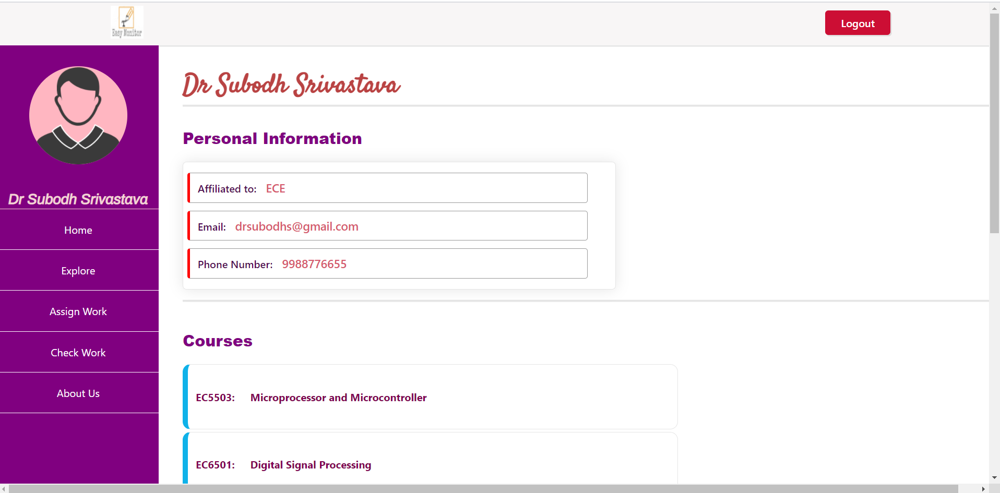 Easy Monitor
Logout
Dr Subodh Srivastava
Home
Explore
Assign Work
Check Work
About Us
Dr Subodh Srivastava
Personal Information
Affiliated to: ECE
Email: drsubodhs@gmail.com
Phone Number: 9988776655
Courses
EC5503: Microprocessor and Microcontroller
EC6501: Digital Signal Processing